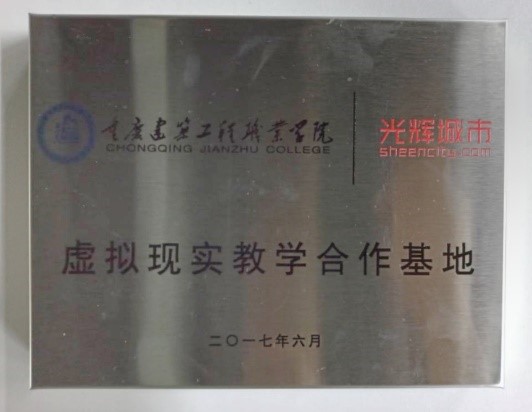 重庆建筑工程职业学院
CHONGQING JIANZHU COLLEGE
光辉城市
sheencity.com
虚拟现实教学合作基地
二〇一七年六月